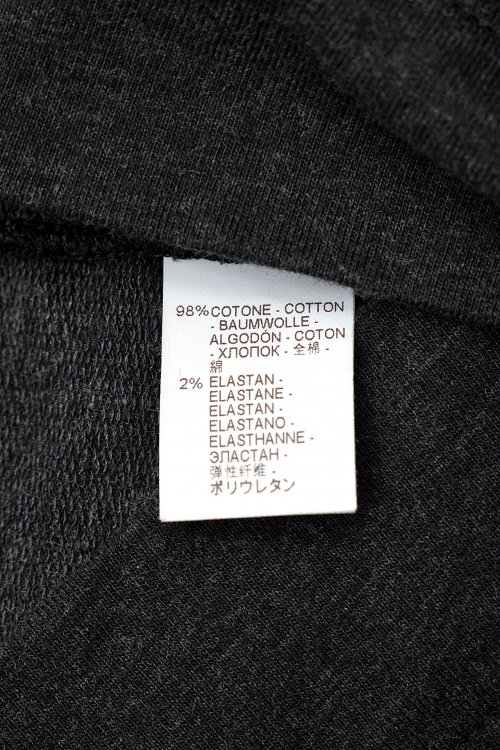 98% COTONE - COTTON
- BAUMWOLLE -
ALGODÓN - COTON
- ХЛОПОК - 全棉 -
綿
2% ELASTAN -
ELASTANE -
ELASTAN -
ELASTANO -
ELASTHANNE -
ЭЛАСТАН -
弹性纤维 -
ポリウレタン